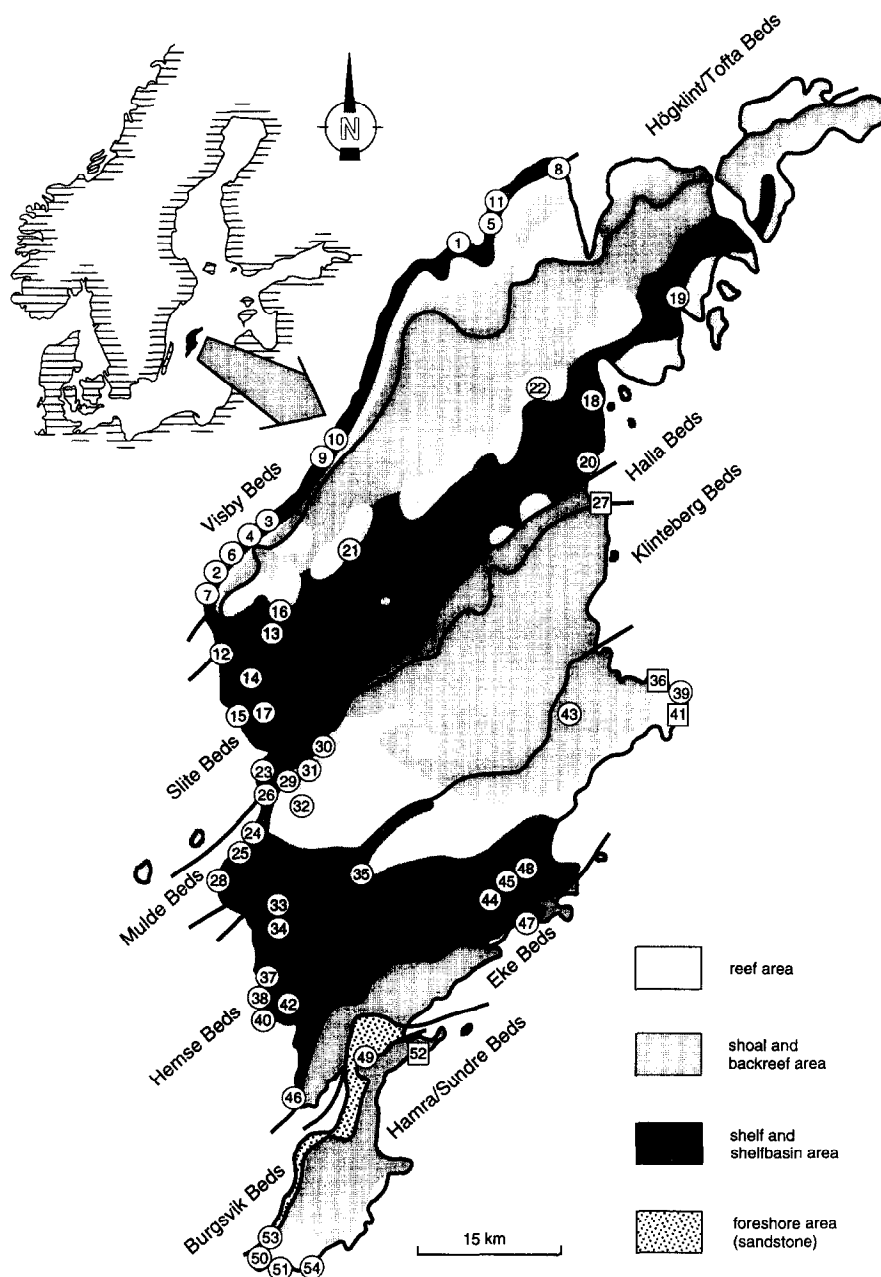 Högklint/Tofta Beds
N
8
11
5
1
19
22
18
10
9
20
Halla Beds
Visby Beds
27
3
4
Klinteberg Beds
6
21
2
7
16
13
12
14
36
39
15
17
43
41
Slite Beds
30
23
31
29
26
32
24
25
35
48
28
45
Mulde Beds
33
44
34
47
Eke Beds
reef area
37
38
42
40
Hemse Beds
shoal and
backreef area
49
52
46
Hamra/Sundre Beds
shelf and
shelfbasin area
Burgsvik Beds
foreshore area
(sandstone)
53
15 km
50
51
54